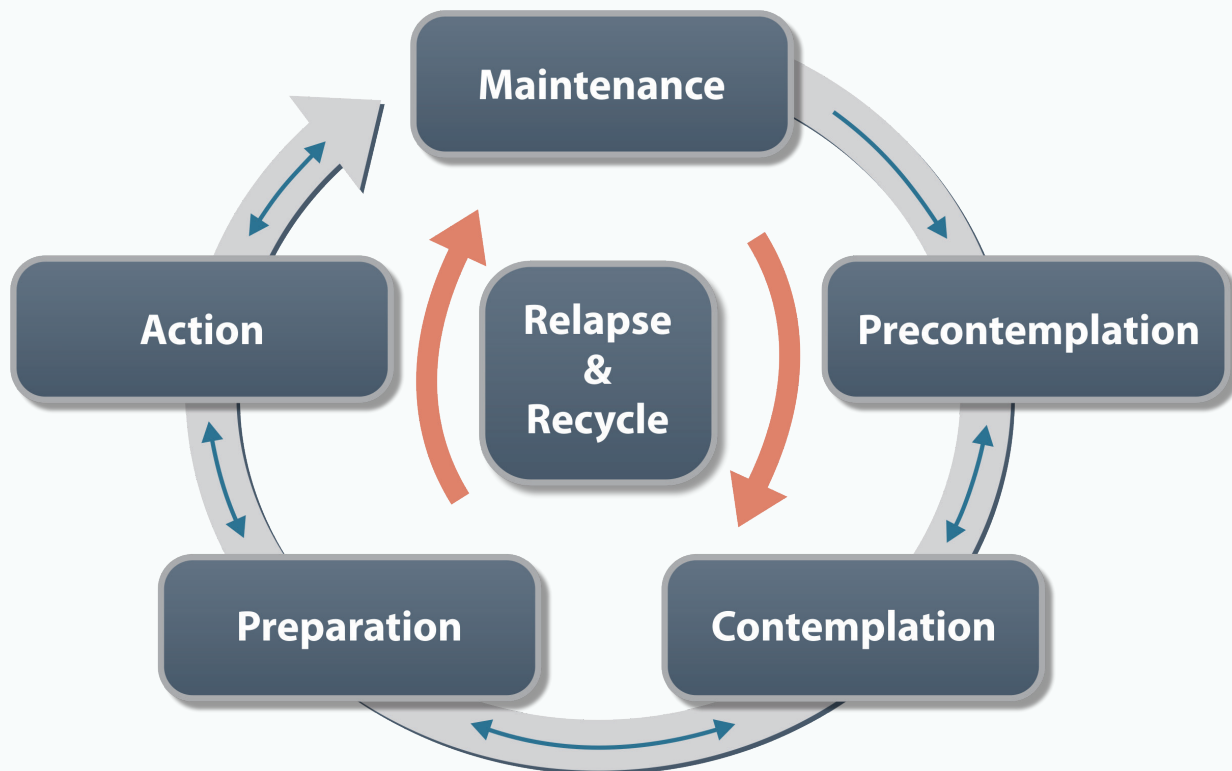 Maintenance
Action
Relapse
&
Recycle
Precontemplation
Preparation
Contemplation